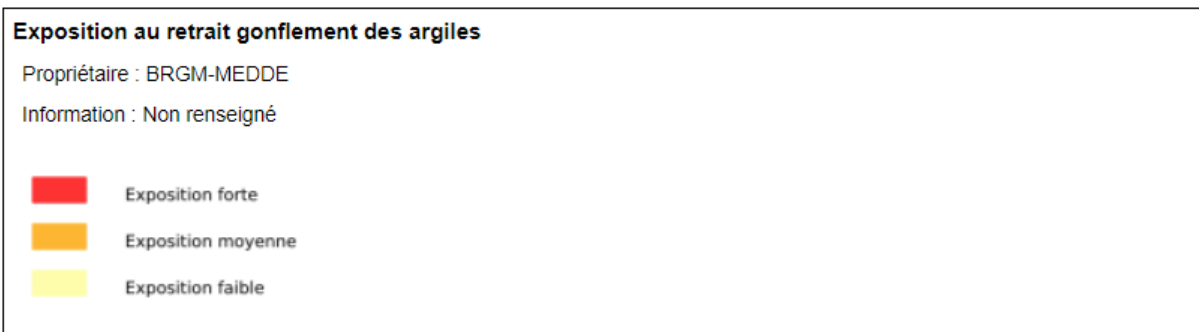 Exposition au retrait gonflement des argiles
Propriétaire : BRGM-MEDDE
Information : Non renseigné
Exposition forte
Exposition moyenne
Exposition faible